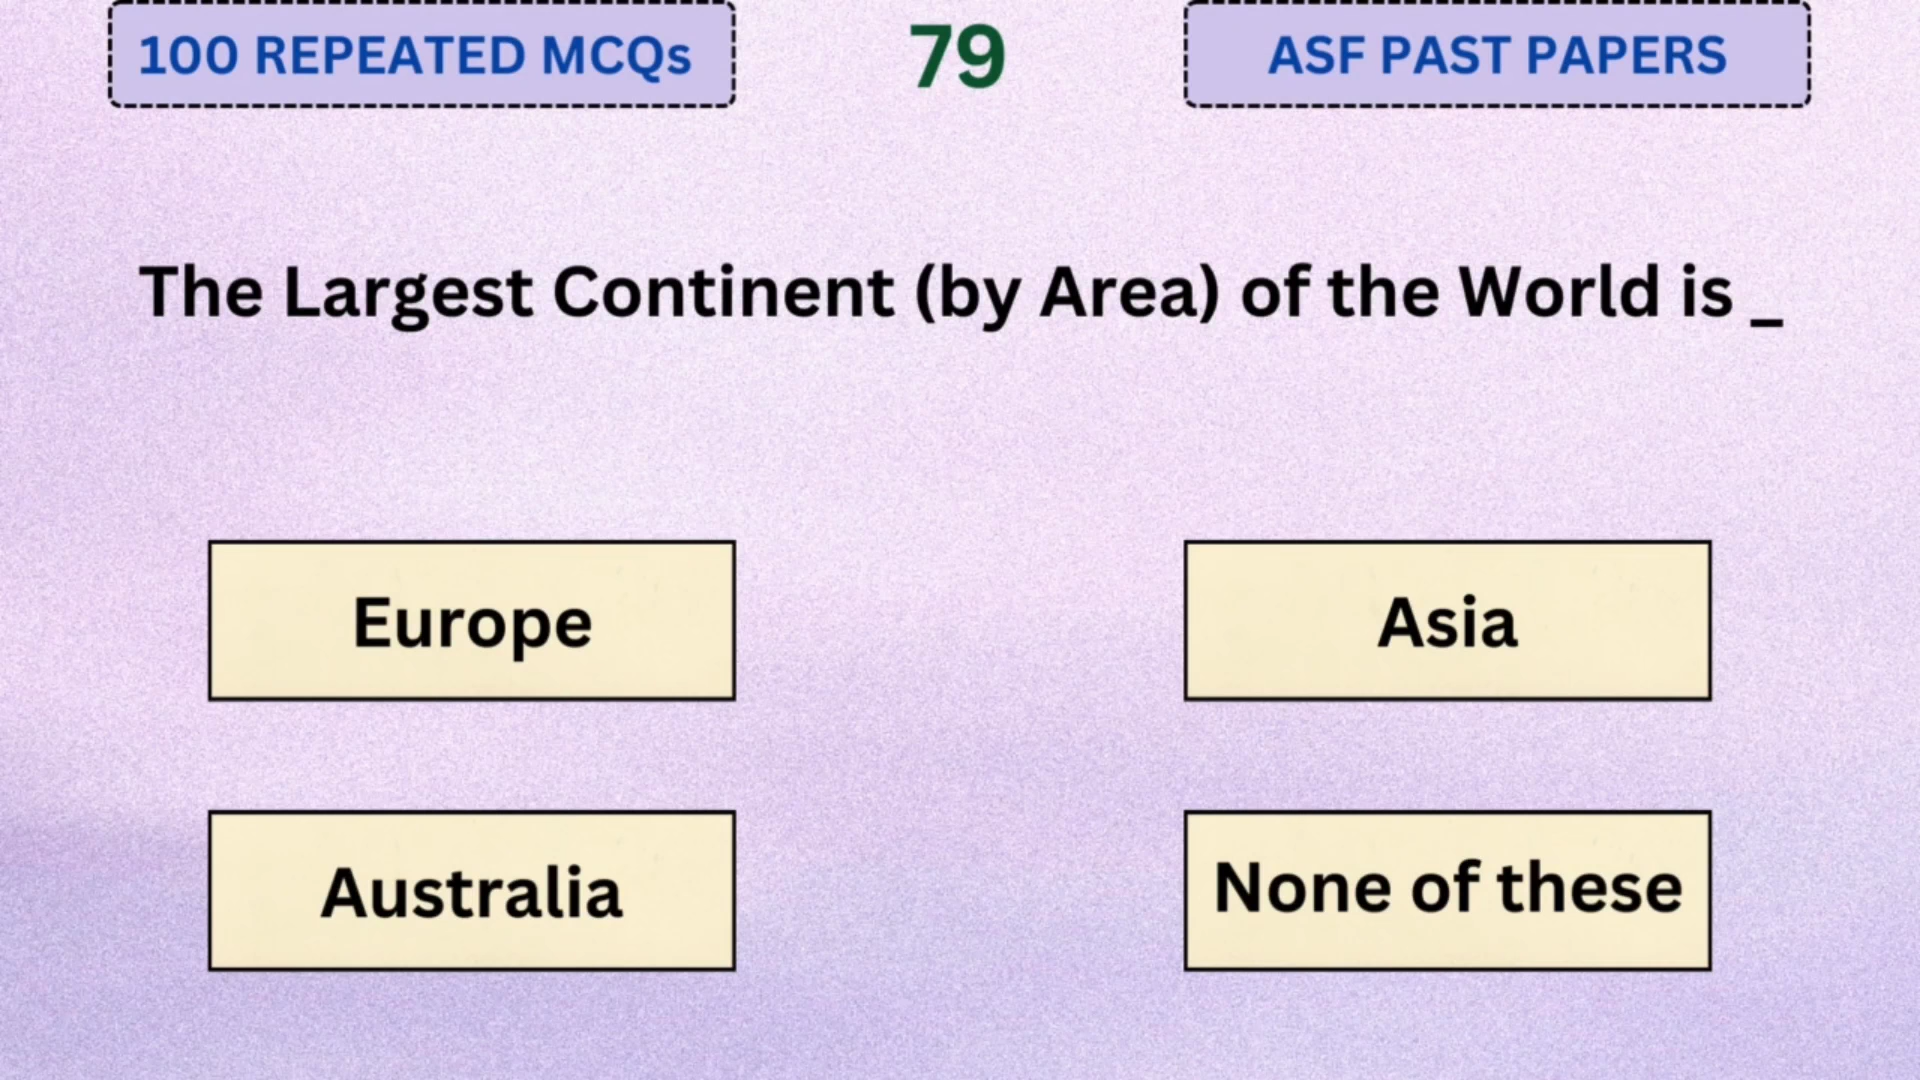 100 REPEATED MCQs
79
ASF PAST PAPERS
The Largest Continent (by Area) of the World is _
Europe
Asia
Australia
None of these